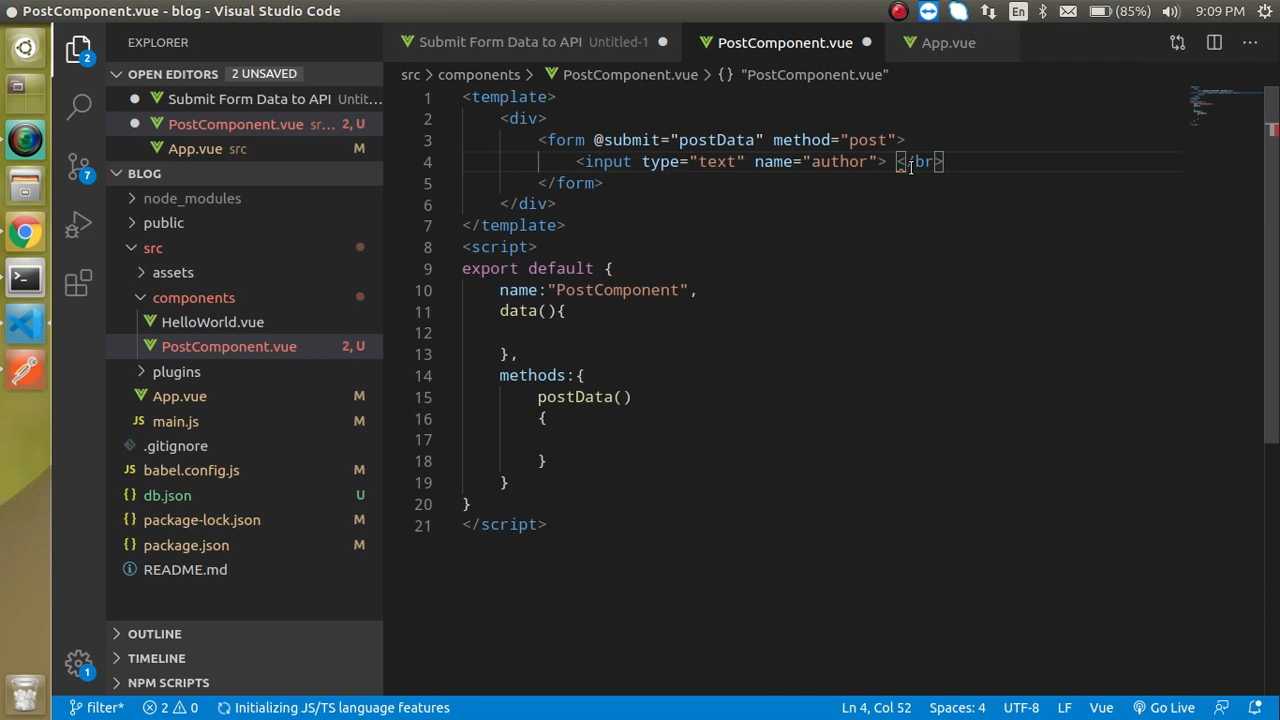 PostComponent.vue - blog - Visual Studio Code
En (85%) 9:09 PM
EXPLORER
Submit Form Data to API Untitled-1
PostComponent.vue
App.vue
2
OPEN EDITORS 2 UNSAVED
src components PostComponent.vue {} "PostComponent.vue"
Submit Form Data to API Untit...
PostComponent.vue sr... 2, U
App.vue src M
BLOG
node_modules
public
src
assets
components
HelloWorld.vue
PostComponent.vue 2, U
plugins
App.vue M
main.js M
.gitignore
babel.config.js M
db.json U
package-lock.json M
package.json M
README.md
7
1 <template>
2 <div>
3 <form @submit="postData" method="post">
4 <input type="text" name="author"> </br>
5 </form>
6 </div>
7 </template>
8 <script>
9 export default {
10 name:"PostComponent",
11 data(){
12
13 },
14 methods:{
15 postData()
16 {
17
18 }
19 }
20 }
21 </script>
OUTLINE
TIMELINE
NPM SCRIPTS
1
filter* 2 0 Initializing JS/TS language features Ln 4, Col 52 Spaces: 4 UTF-8 LF Vue Go Live